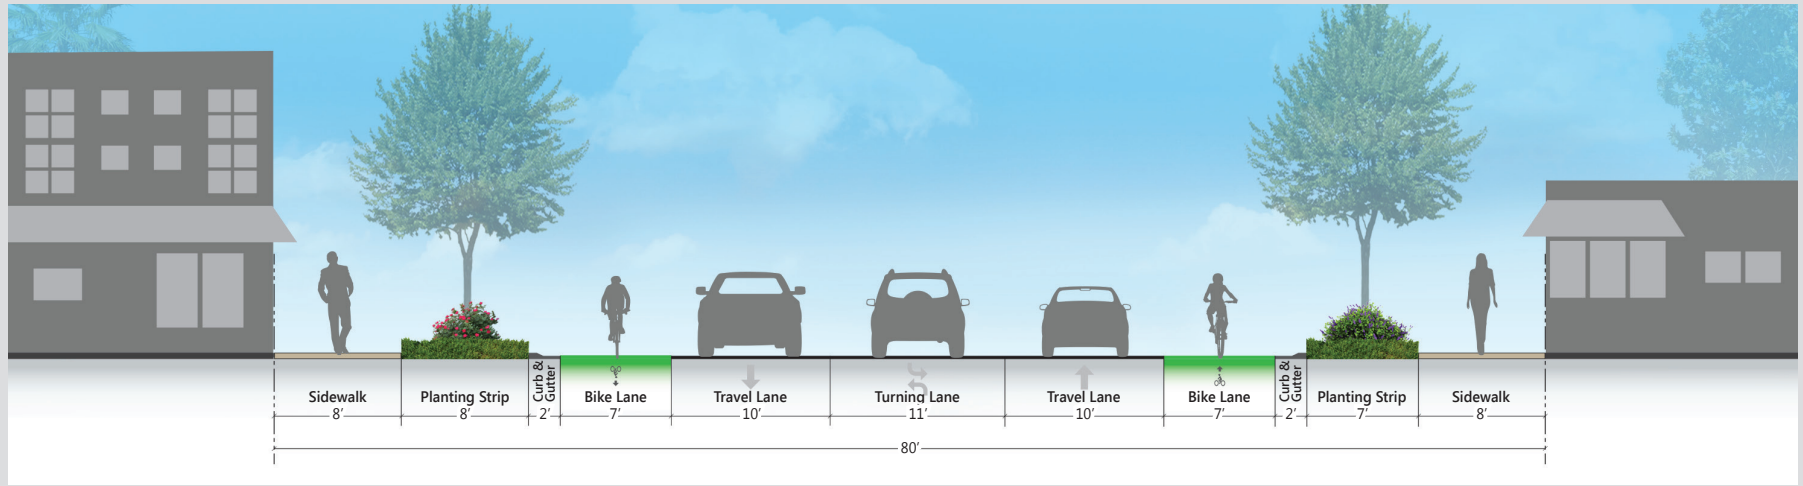 Sidewalk
8'
Planting Strip
8'
Curb &
Gutter
2'
Bike Lane
7'
Travel Lane
10'
Turning Lane
11'
Travel Lane
10'
Bike Lane
7'
Curb &
Gutter
2'
Planting Strip
7'
Sidewalk
8'
80'